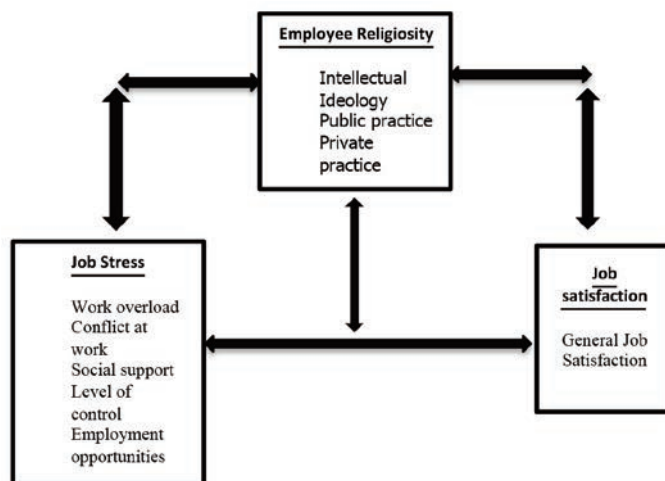 Employee Religiosity
Intellectual
Ideology
Public practice
Private
practice
Job Stress
Work overload
Conflict at
work
Social support
Level of
control
Employment
opportunities
Job
satisfaction
General Job
Satisfaction